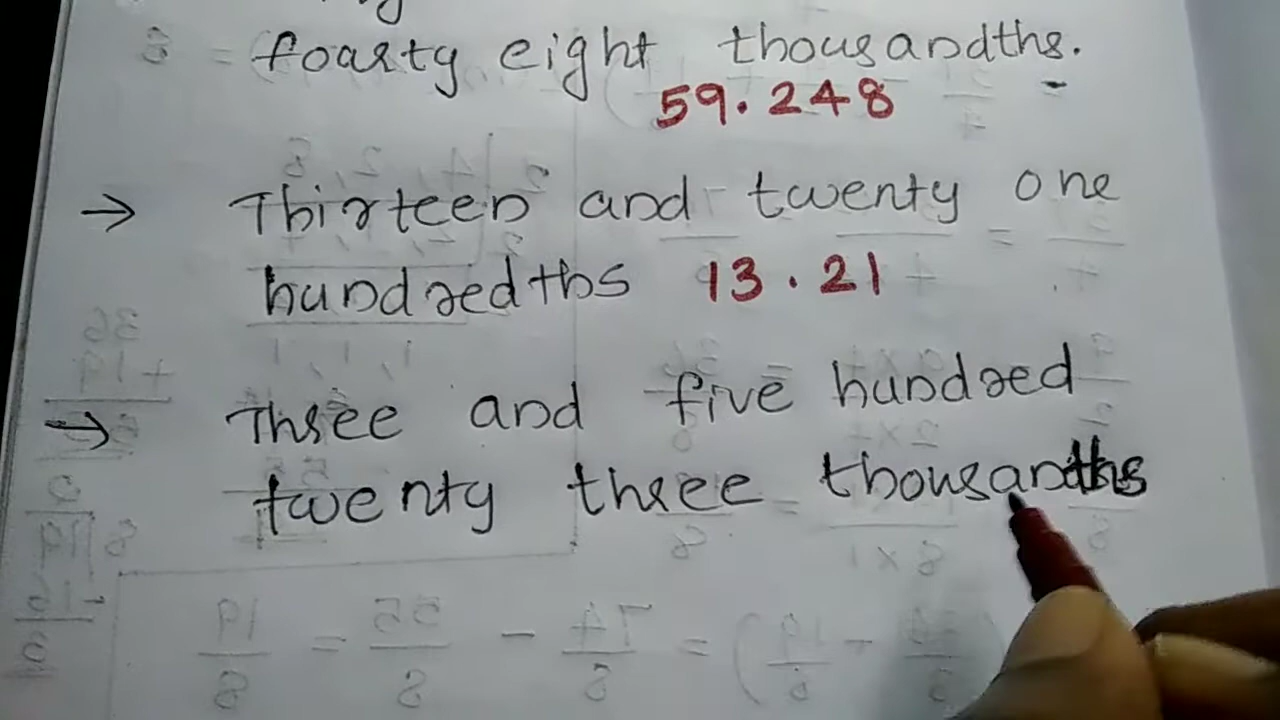 foarty eight thousandths.
59.248
→ Thirteen and twenty one
hundredths 13.21
→ Three and five hundred
twenty three thousandths